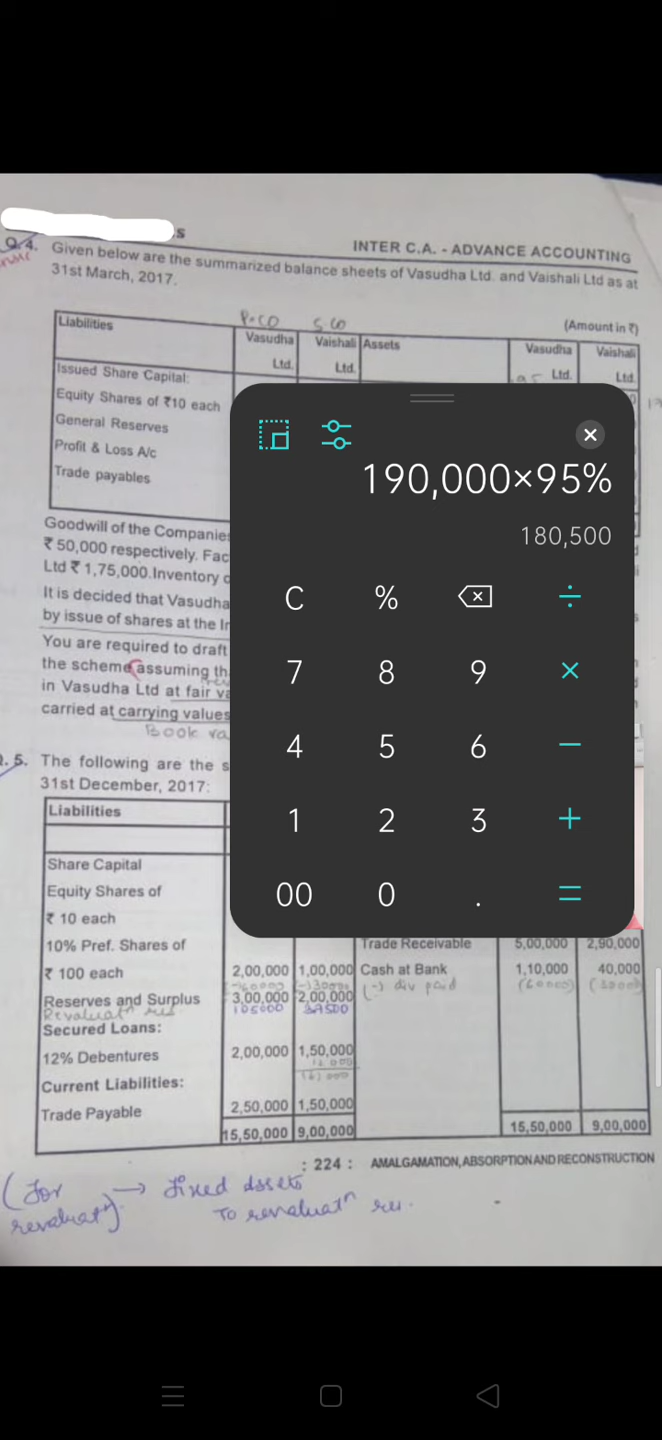 s
INTER C.A. - ADVANCE ACCOUNTING
Q.4. Given below are the summarized balance sheets of Vasudha Ltd. and Vaishali Ltd as at
31st March, 2017.
(Amount in ₹)
P.CO S CO
Liabilities Vasudha Ltd. Vaishali Ltd. Assets Vasudha Ltd. Vaishali Ltd.
Issued Share Capital:
Equity Shares of ₹10 each
General Reserves
Profit & Loss A/c
Trade payables
Goodwill of the Companie
₹ 50,000 respectively. Fac
Ltd ₹ 1,75,000.Inventory
It is decided that Vasudha
by issue of shares at the
You are required to draft
the scheme assuming th
in Vasudha Ltd at fair va
carried at carrying values
Book va
190,000×95%
180,500
C % ÷
7 8 9 ×
4 5 6 −
1 2 3 +
00 0 . =
.5. The following are the s
31st December, 2017:
Liabilities
Share Capital
Equity Shares of
₹ 10 each
10% Pref. Shares of Trade Receivable 5,00,000 2,90,000
₹ 100 each 2,00,000 1,00,000 Cash at Bank 1,10,000 40,000
(-) div paid (60000)
Reserves and Surplus 3,00,000 2,00,000
Revaluatn res. 105000 37500
Secured Loans:
12% Debentures 2,00,000 1,50,000
Current Liabilities:
Trade Payable 2,50,000 1,50,000
15,50,000 9,00,000 15,50,000 9,00,000
: 224 : AMALGAMATION, ABSORPTION AND RECONSTRUCTION
(For revaluatn) → Fixed assets
To revaluatn res.